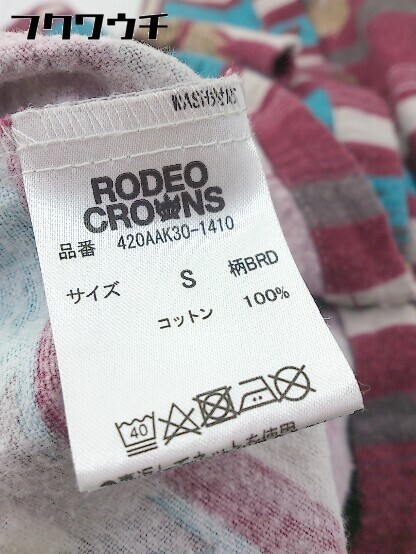 フクワウチ
RODEO
CROWNS
品番 420AAK30-1410
サイズ S 柄BRD
コットン 100%
40